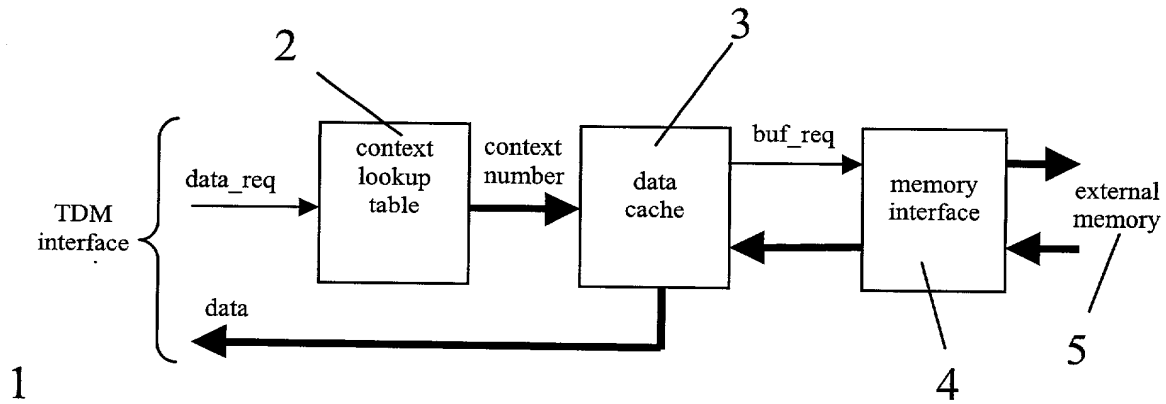 3
2
buf_req
context
lookup
table
context
number
data_req
data
cache
memory
interface
external
memory
TDM
interface
data
5
4
1